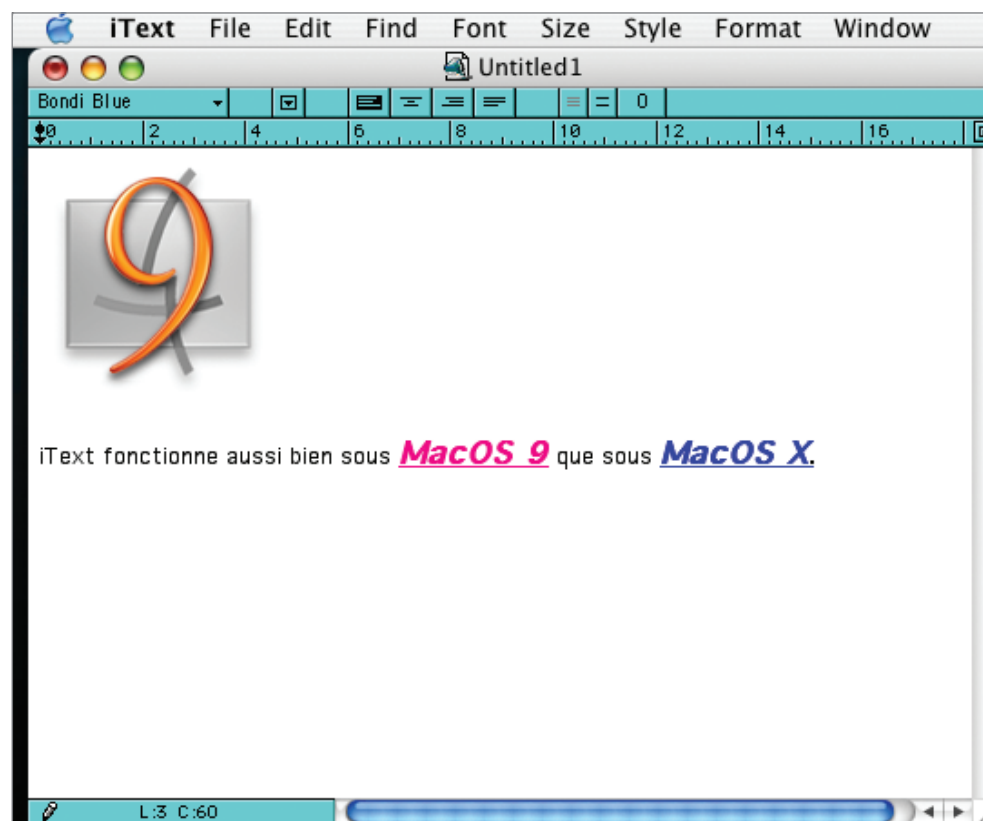 iText File Edit Find Font Size Style Format Window
Untitled1
Bondi Blue 0
0 2 4 6 8 10 12 14 16
9
iText fonctionne aussi bien sous MacOS 9 que sous MacOS X.
L:3 C:60